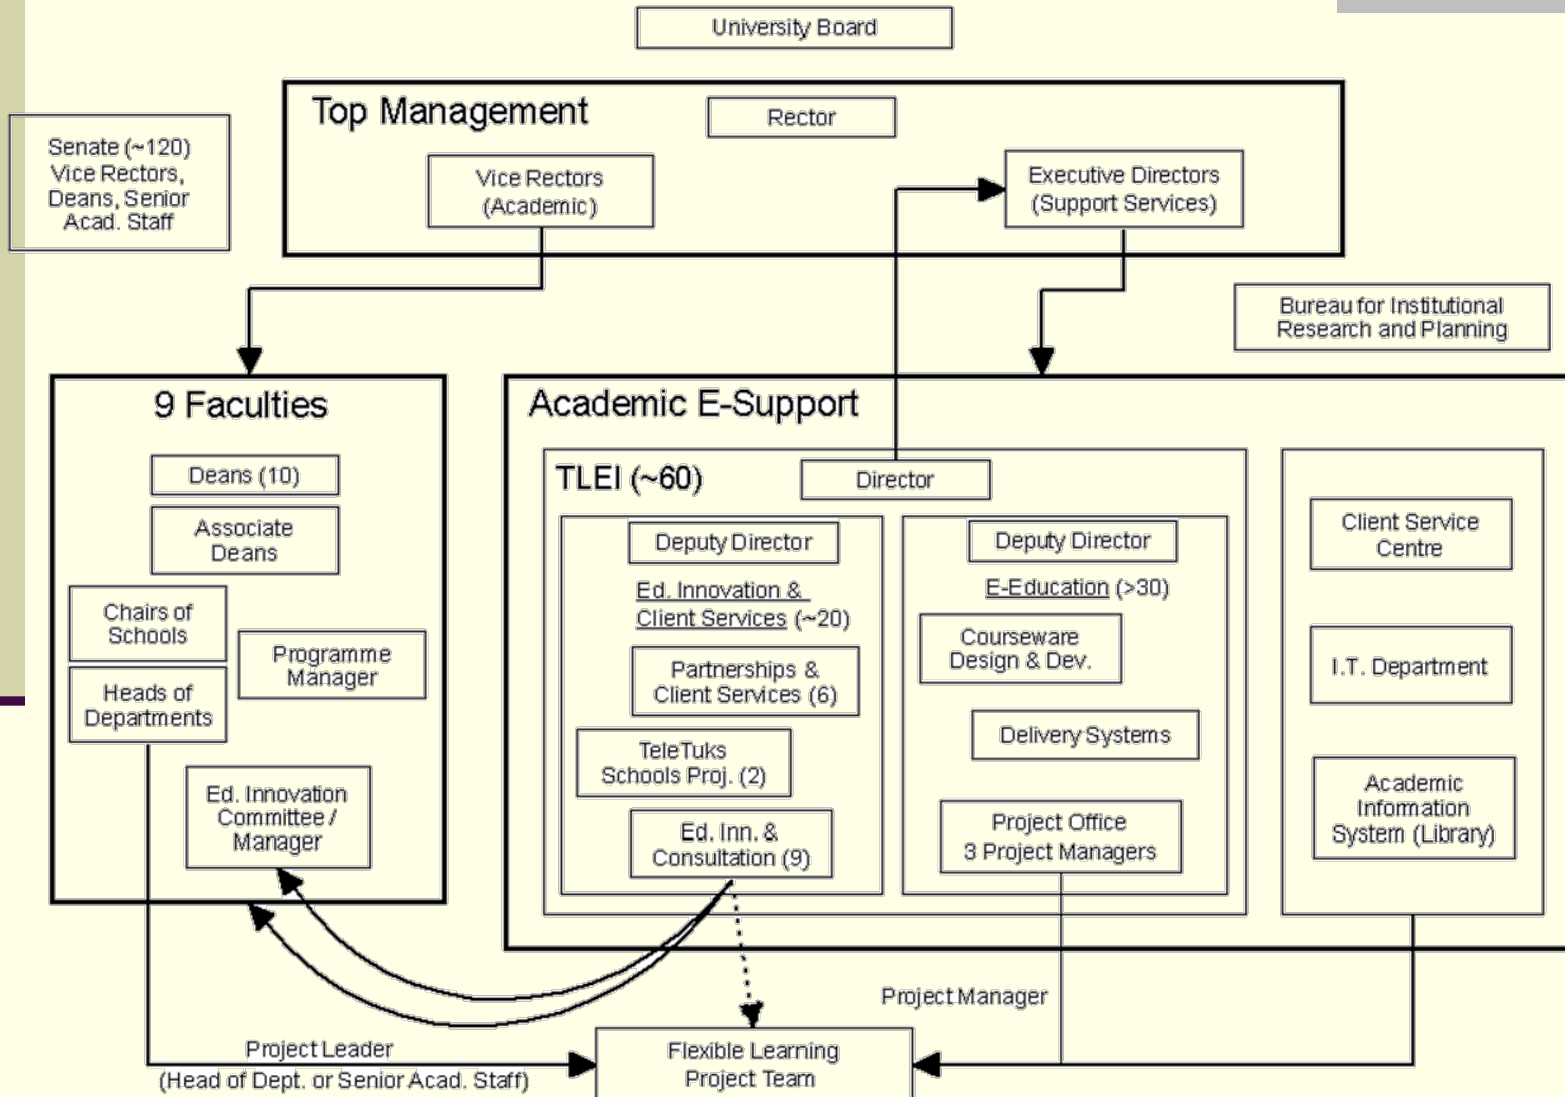 University Board
Top Management
Rector
Senate (~120)
Vice Rectors,
Deans, Senior
Acad. Staff
Vice Rectors
(Academic)
Executive Directors
(Support Services)
Bureau for Institutional
Research and Planning
9 Faculties
Deans (10)
Associate
Deans
Chairs of
Schools
Programme
Manager
Heads of
Departments
Ed. Innovation
Committee /
Manager
Academic E-Support
TLEI (~60)
Director
Deputy Director
Ed. Innovation &
Client Services (~20)
Partnerships &
Client Services (6)
TeleTuks
Schools Proj. (2)
Ed. Inn. &
Consultation (9)
Deputy Director
E-Education (>30)
Courseware
Design & Dev.
Delivery Systems
Project Office
3 Project Managers
Client Service
Centre
I.T. Department
Academic
Information
System (Library)
Project Manager
Project Leader
(Head of Dept. or Senior Acad. Staff)
Flexible Learning
Project Team